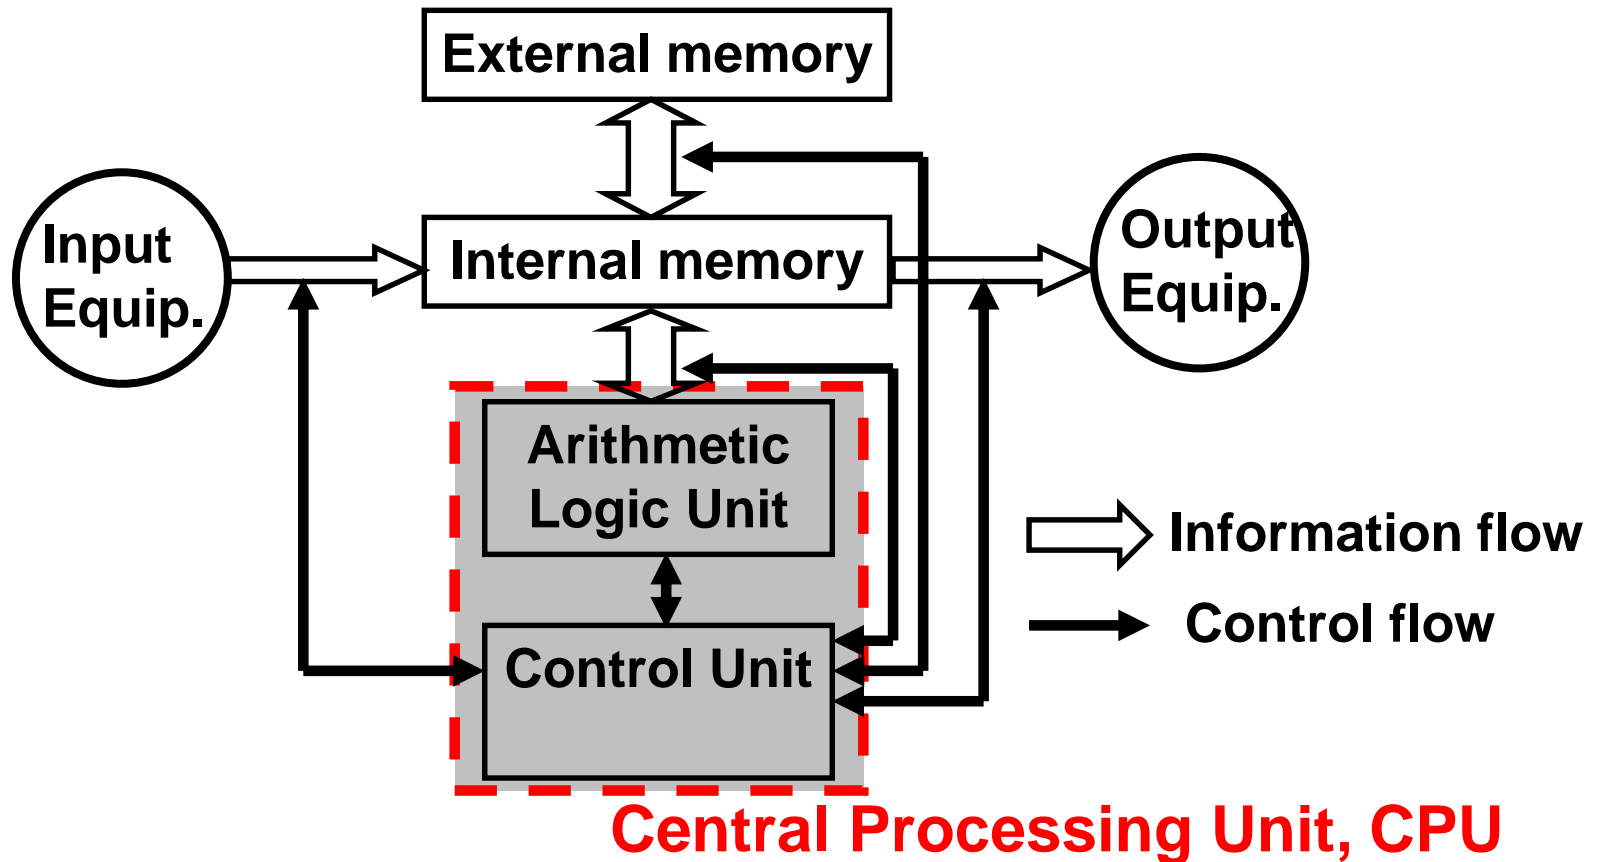 External memory
Input
Equip.
Internal memory
Output
Equip.
Arithmetic
Logic Unit
Control Unit
Information flow
Control flow
Central Processing Unit, CPU